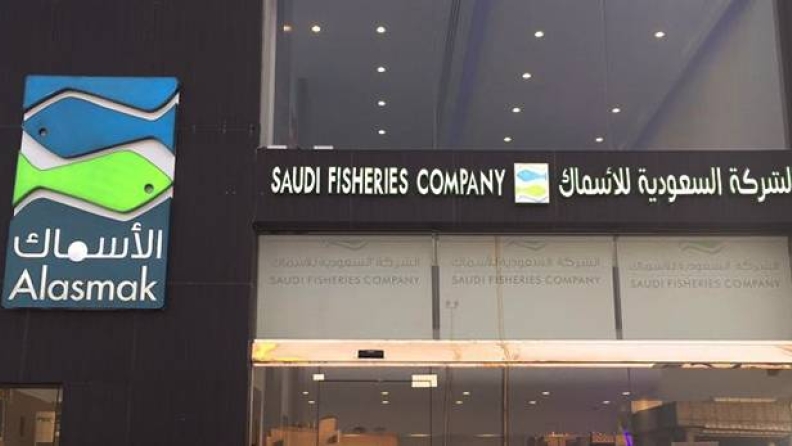 الأسماك
Alasmak
SAUDI FISHERIES COMPANY الشركة السعودية للأسماك
الشركة السعودية للأسماك
SAUDI FISHERIES COMPANY
الشركة السعودية للأسماك
SAUDI FISHERIES COMPANY
الشركة السعودية للأسماك
SAUDI FISHERIES COMPANY